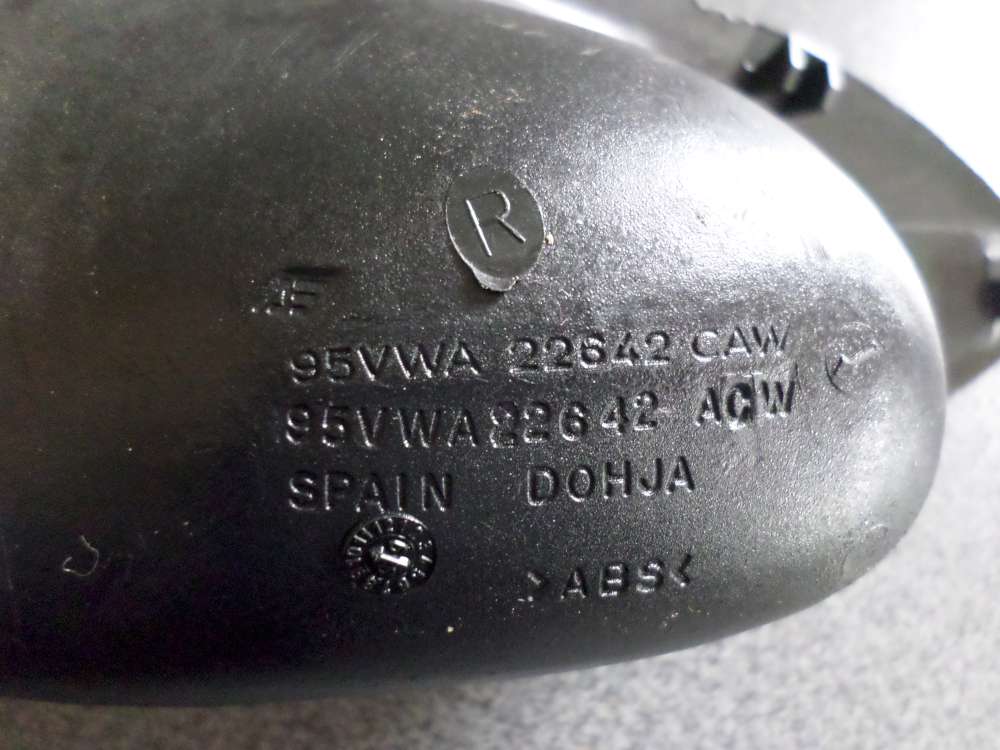 R
95VWA 22642 CAW
95VWA 22642 ACW
SPAIN DOHJA
>ABS<